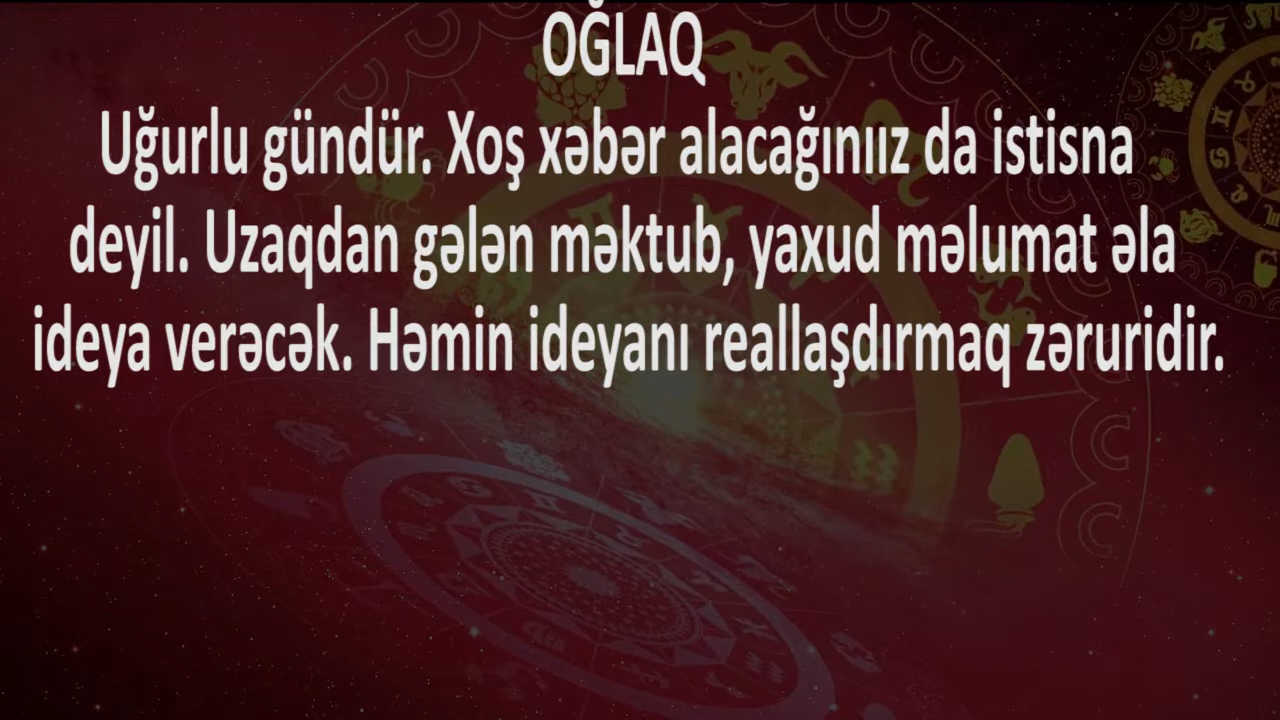 OĞLAQ
Uğurlu gündür. Xoş xəbər alacağınıız da istisna
deyil. Uzaqdan gələn məktub, yaxud məlumat əla
ideya verəcək. Həmin ideyanı reallaşdırmaq zəruridir.